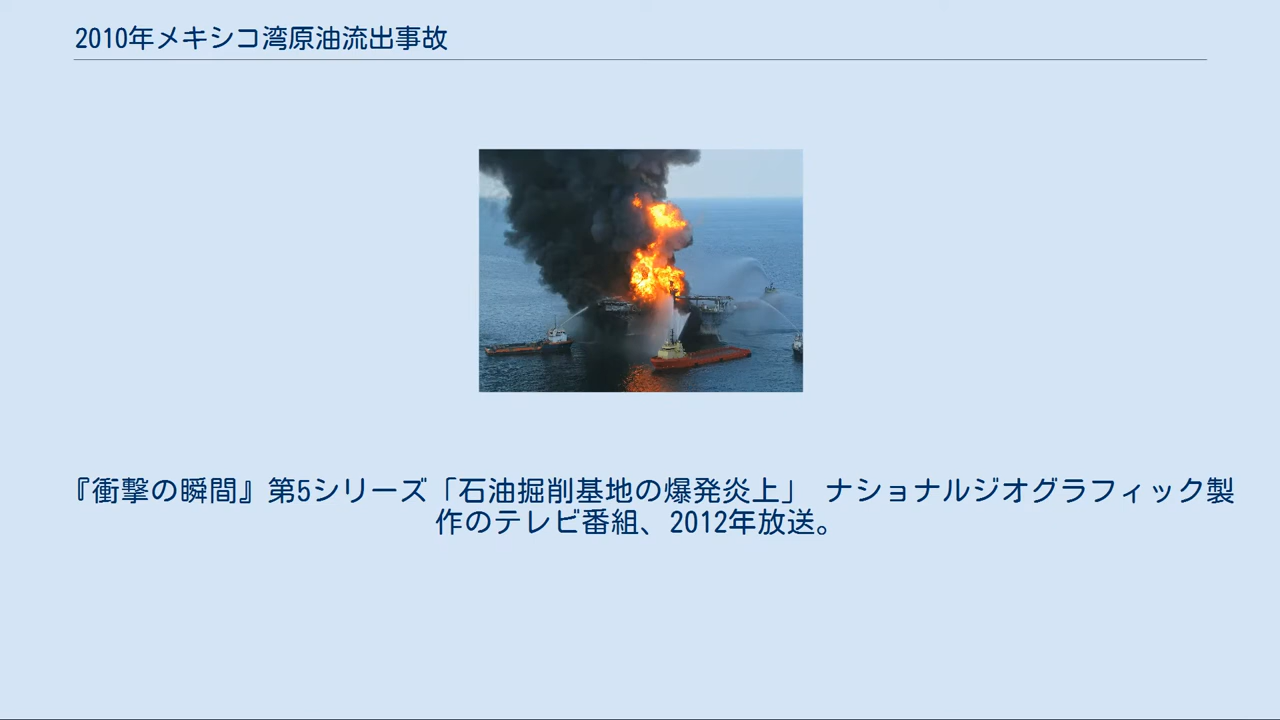 2010年メキシコ湾原油流出事故
『衝撃の瞬間』第5シリーズ「石油掘削基地の爆発炎上」 ナショナルジオグラフィック製
作のテレビ番組、2012年放送。